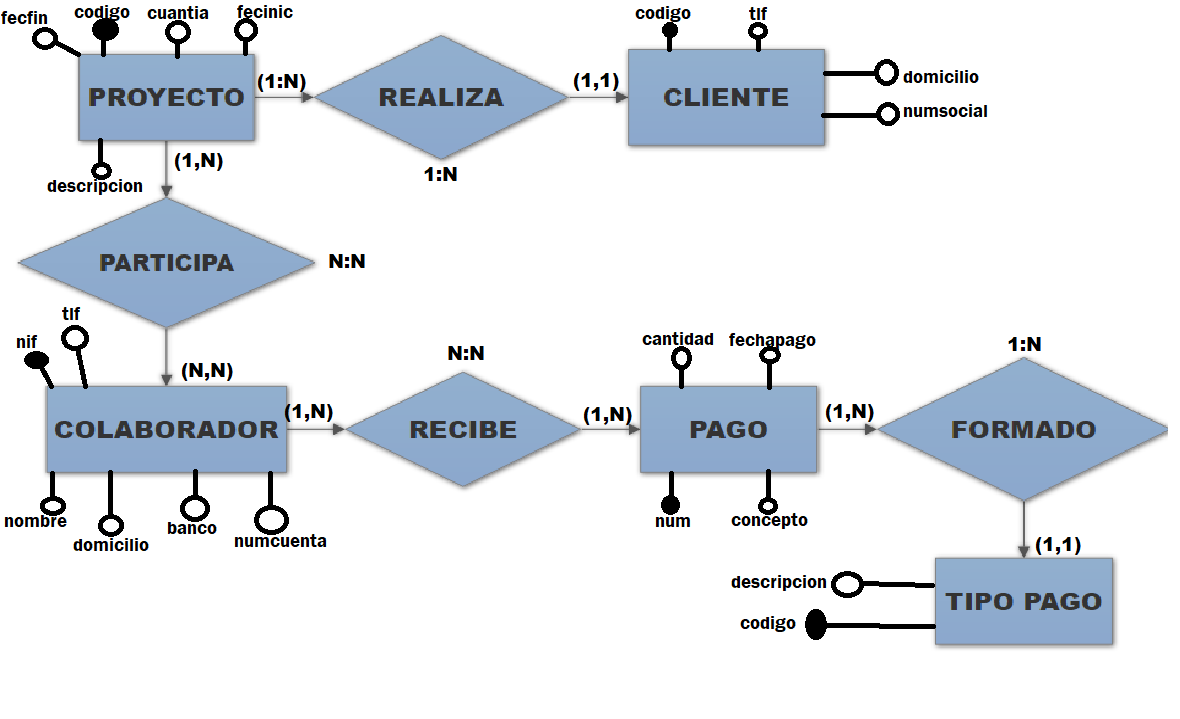 fecfin
codigo
cuantia
fecinic
codigo
tlf
PROYECTO
(1:N)
REALIZA
(1,1)
CLIENTE
domicilio
numsocial
1:N
descripcion
(1,N)
PARTICIPA
N:N
nif
tlf
(N,N)
N:N
cantidad
fechapago
1:N
COLABORADOR
(1,N)
RECIBE
(1,N)
PAGO
(1,N)
FORMADO
nombre
domicilio
banco
numcuenta
num
concepto
(1,1)
descripcion
codigo
TIPO PAGO